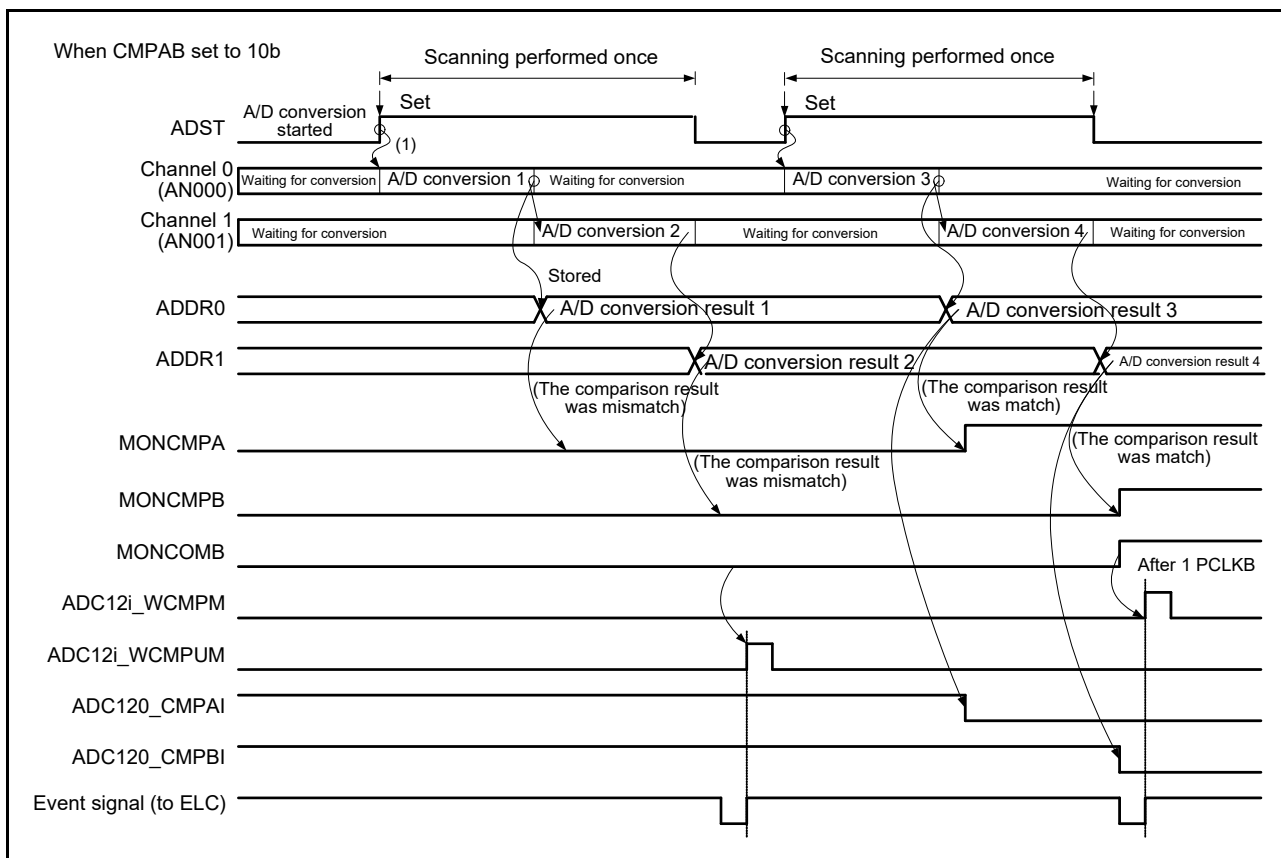 When CMPAB set to 10b
Scanning performed once
Scanning performed once
ADST
A/D conversion
started
Set
Set
(1)
Channel 0
(AN000)
Waiting for conversion
A/D conversion 1
Waiting for conversion
A/D conversion 3
Waiting for conversion
Channel 1
(AN001)
Waiting for conversion
A/D conversion 2
Waiting for conversion
A/D conversion 4
Waiting for conversion
Stored
ADDR0
A/D conversion result 1
A/D conversion result 3
ADDR1
A/D conversion result 2
A/D conversion result 4
(The comparison result
was mismatch)
(The comparison result
was match)
MONCMPA
(The comparison result
was mismatch)
(The comparison result
was match)
MONCMPB
MONCOMB
After 1 PCLKB
ADC12i_WCMPM
ADC12i_WCMPUM
ADC120_CMPAI
ADC120_CMPBI
Event signal (to ELC)